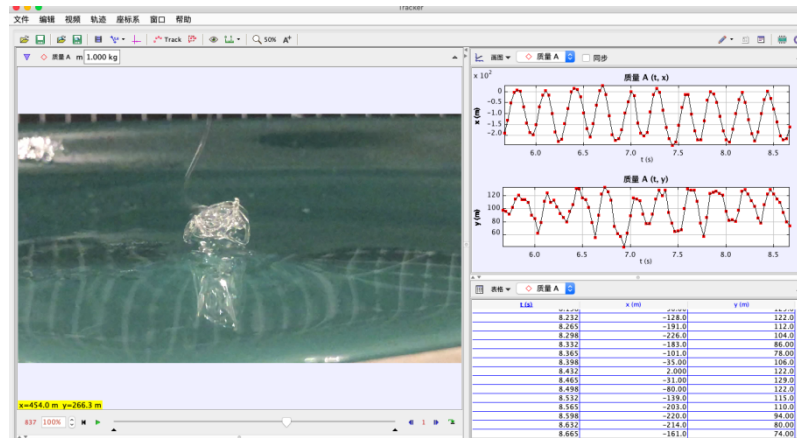 Tracker
文件 编辑 视频 轨迹 坐标系 窗口 帮助
Track 50% A
质量 A m 1.000 kg
x=454.0 m y=266.3 m
837 100% 1
画图 质量 A 同步
质量 A (t, x)
x 10²
x (m)
0
-0.5
-1.0
-1.5
-2.0
6.0 6.5 7.0 7.5 8.0 8.5
t (s)
质量 A (t, y)
y (m)
120
100
80
60
6.0 6.5 7.0 7.5 8.0 8.5
t (s)
表格 质量 A
t (s) x (m) y (m)
8.232 -128.0 122.0
8.265 -191.0 112.0
8.298 -226.0 104.0
8.332 -183.0 86.00
8.365 -101.0 78.00
8.398 -35.00 106.0
8.432 2.000 122.0
8.465 -31.00 129.0
8.498 -80.00 122.0
8.532 -139.0 115.0
8.565 -203.0 110.0
8.598 -220.0 94.00
8.632 -214.0 80.00
8.665 -161.0 74.00